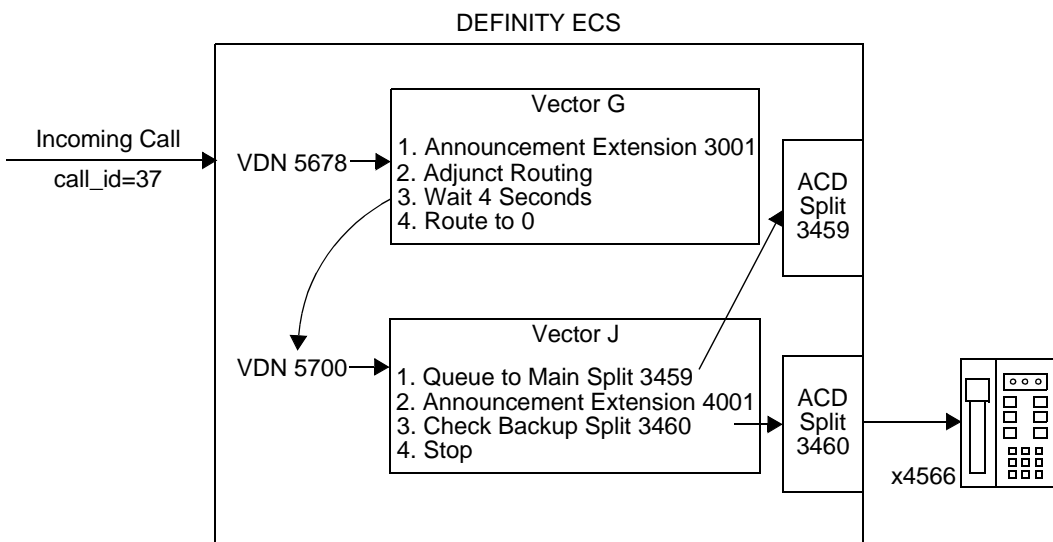 DEFINITY ECS
Incoming Call
call_id=37
VDN 5678
Vector G
1. Announcement Extension 3001
2. Adjunct Routing
3. Wait 4 Seconds
4. Route to 0
ACD
Split
3459
VDN 5700
Vector J
1. Queue to Main Split 3459
2. Announcement Extension 4001
3. Check Backup Split 3460
4. Stop
ACD
Split
3460
x4566